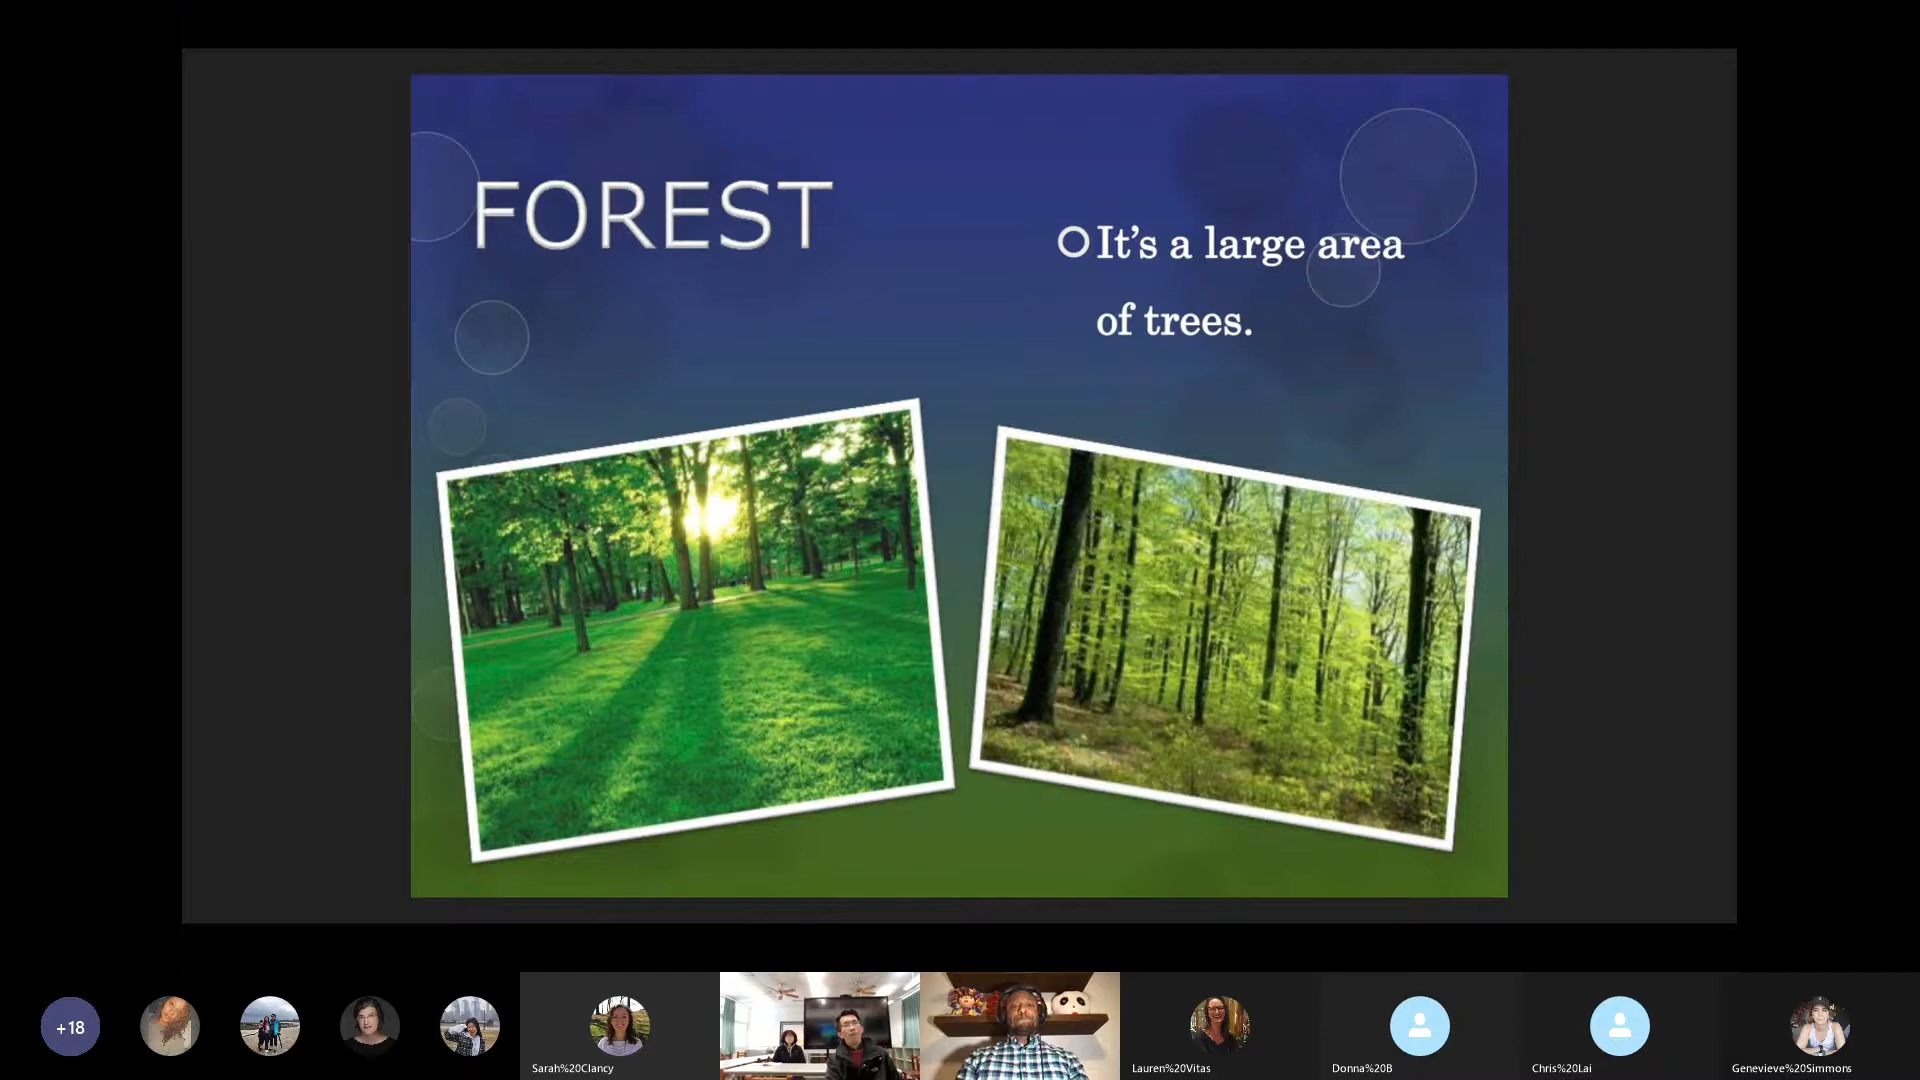 FOREST
It’s a large area
of trees.
+18
Sarah%20Clancy
Lauren%20Vitas
Donna%20B
Chris%20Lai
Genevieve%20Simmons